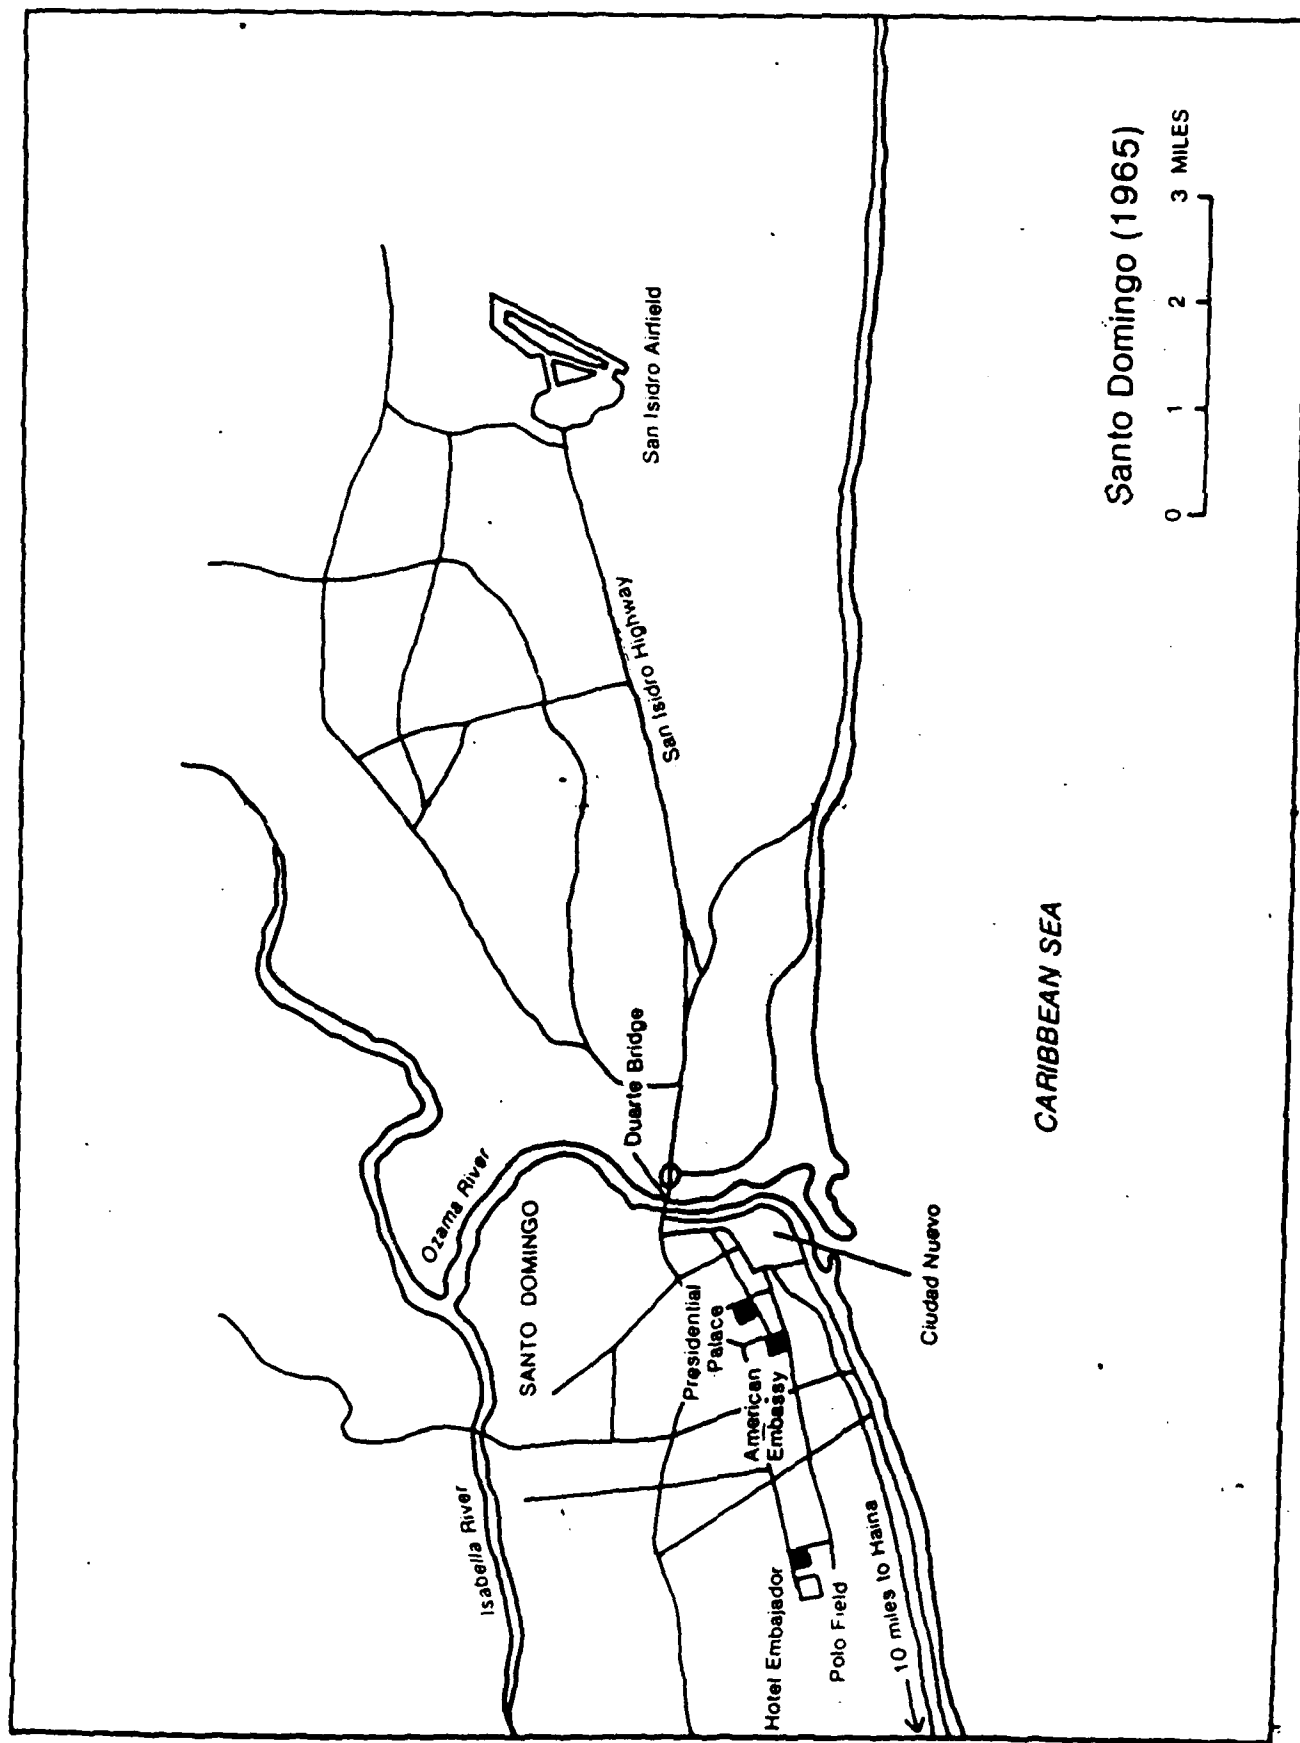 Isabella River
Ozama River
SANTO DOMINGO
Duarte Bridge
San Isidro Highway
San Isidro Airfield
Presidential
Palace
American
Embassy
Hotel Embajador
Polo Field
10 miles to Haina
Ciudad Nuevo
CARIBBEAN SEA
Santo Domingo (1965)
0 1 2 3 MILES